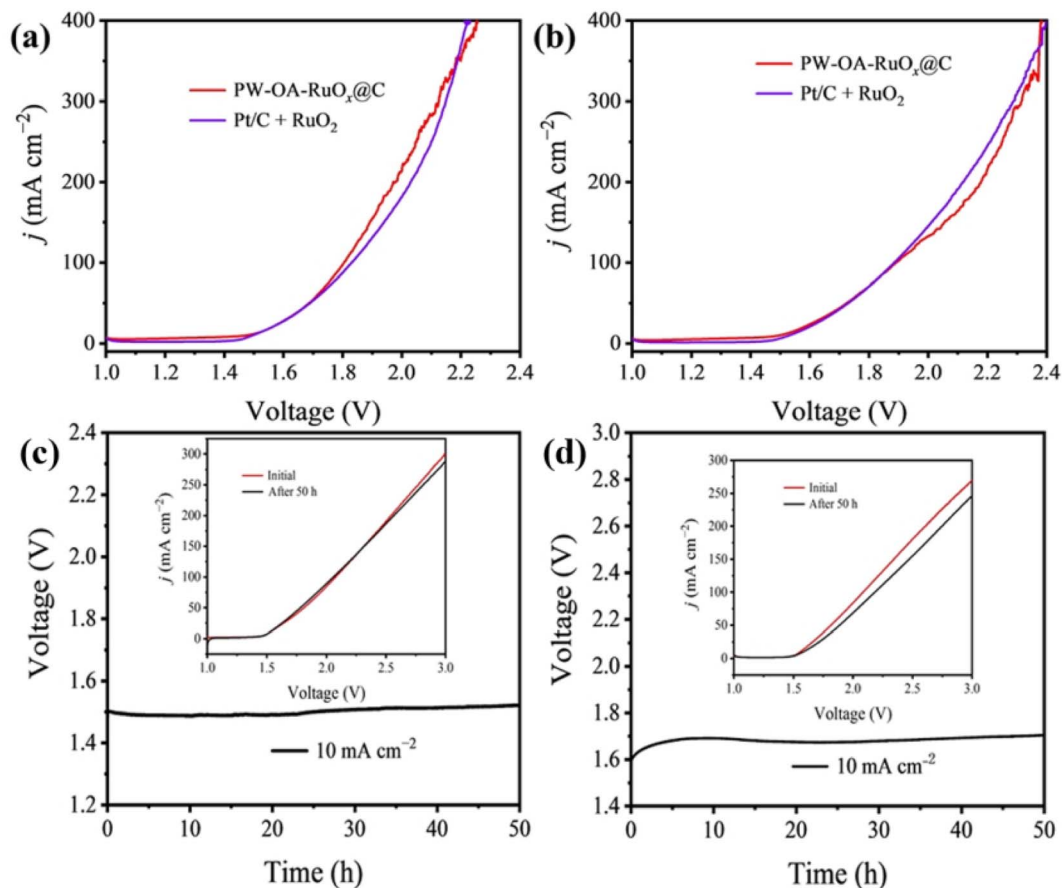 (a)
400
300
200
100
0
j (mA cm⁻²)
PW-OA-RuOₓ@C
Pt/C + RuO₂
1.0 1.2 1.4 1.6 1.8 2.0 2.2 2.4
Voltage (V)
(b)
400
300
200
100
0
j (mA cm⁻²)
PW-OA-RuOₓ@C
Pt/C + RuO₂
1.0 1.2 1.4 1.6 1.8 2.0 2.2 2.4
Voltage (V)
(c)
2.4
2.2
2.0
1.8
1.6
1.4
1.2
Voltage (V)
300
250
200
150
100
50
0
j (mA cm⁻²)
Initial
After 50 h
1.0 1.5 2.0 2.5 3.0
Voltage (V)
10 mA cm⁻²
0 10 20 30 40 50
Time (h)
(d)
3.0
2.8
2.6
2.4
2.2
2.0
1.8
1.6
1.4
Voltage (V)
300
250
200
150
100
50
0
j (mA cm⁻²)
Initial
After 50 h
1.0 1.5 2.0 2.5 3.0
Voltage (V)
10 mA cm⁻²
0 10 20 30 40 50
Time (h)